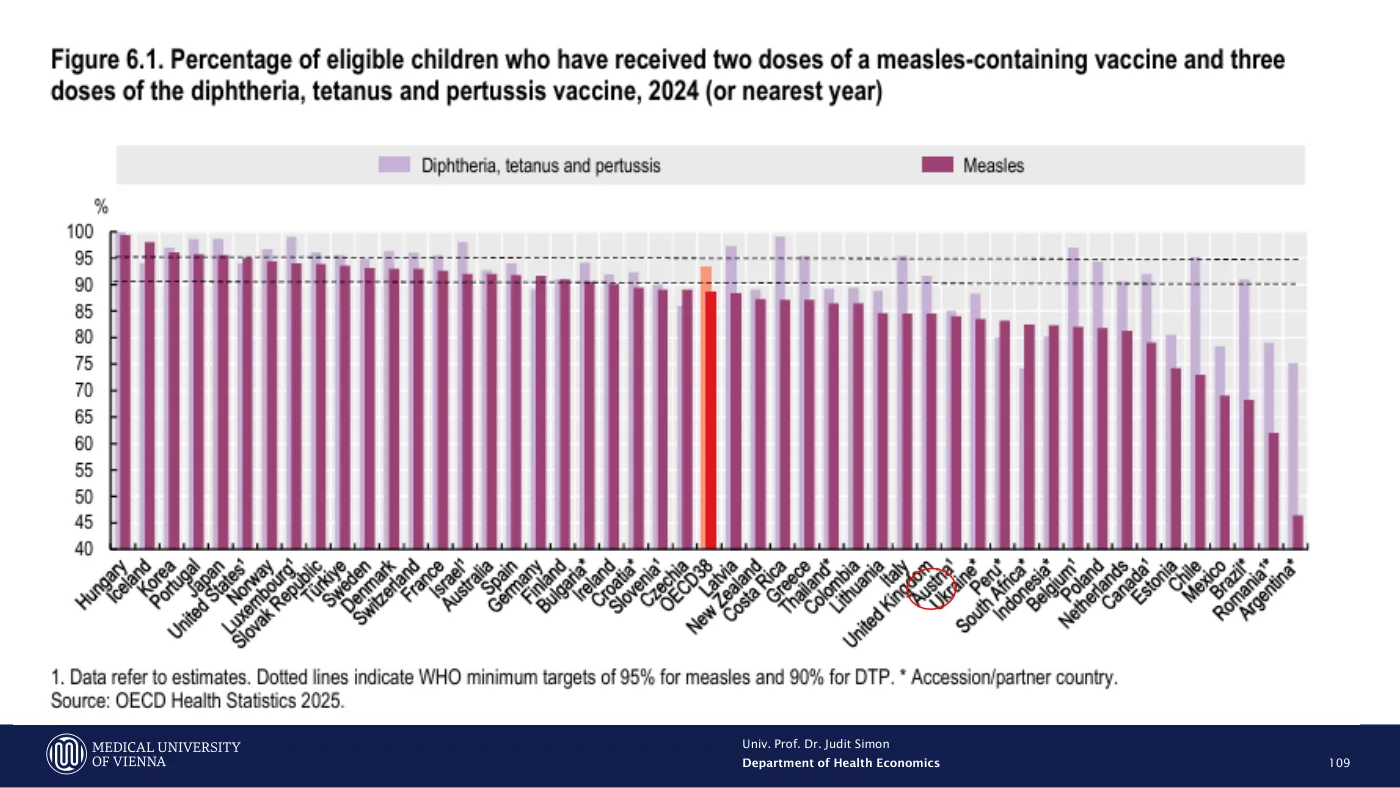 Figure 6.1. Percentage of eligible children who have received two doses of a measles-containing vaccine and three
doses of the diphtheria, tetanus and pertussis vaccine, 2024 (or nearest year)
Diphtheria, tetanus and pertussis
Measles
%
100
95
90
85
80
75
70
65
60
55
50
45
40
Hungary
Iceland
Korea
Portugal
Japan
United States¹
Norway
Luxembourg¹
Slovak Republic
Türkiye
Sweden
Denmark
Switzerland
France
Israel¹
Australia
Spain
Germany
Finland
Bulgaria*
Ireland
Croatia*
Slovenia¹
Czechia
OECD38
Latvia
New Zealand
Costa Rica
Greece
Thailand*
Colombia
Lithuania
Italy
United Kingdom
Austria¹
Ukraine*
Peru*
South Africa*
Indonesia*
Belgium¹
Poland
Netherlands
Canada¹
Estonia
Chile
Mexico
Brazil*
Romania¹*
Argentina*
1. Data refer to estimates. Dotted lines indicate WHO minimum targets of 95% for measles and 90% for DTP. * Accession/partner country.
Source: OECD Health Statistics 2025.
MEDICAL UNIVERSITY
OF VIENNA
Univ. Prof. Dr. Judit Simon
Department of Health Economics
109